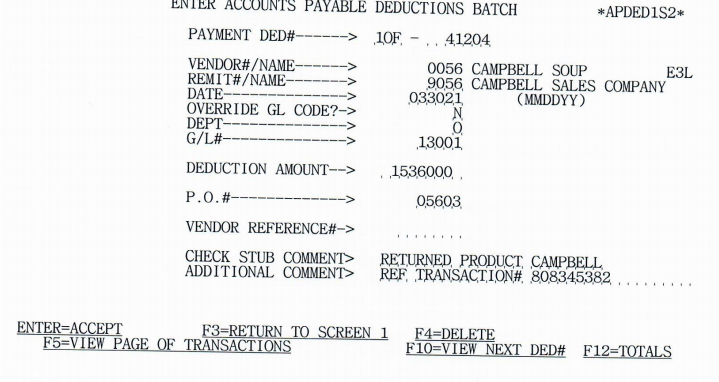 ENTER ACCOUNTS PAYABLE DEDUCTIONS BATCH *APDED1S2*
PAYMENT DED#------> 10F - 41204
VENDOR#/NAME------> 0056 CAMPBELL SOUP E3L
REMIT#/NAME-------> 9056 CAMPBELL SALES COMPANY
DATE--------------> 033021 (MMDDYY)
OVERRIDE GL CODE?-> N
DEPT--------------> 0
G/L#--------------> 13001
DEDUCTION AMOUNT--> 1536000
P.O.#-------------> 05603
VENDOR REFERENCE#->
CHECK STUB COMMENT> RETURNED PRODUCT CAMPBELL
ADDITIONAL COMMENT> REF TRANSACTION# 808345382
ENTER=ACCEPT F3=RETURN TO SCREEN 1 F4=DELETE
F5=VIEW PAGE OF TRANSACTIONS F10=VIEW NEXT DED# F12=TOTALS